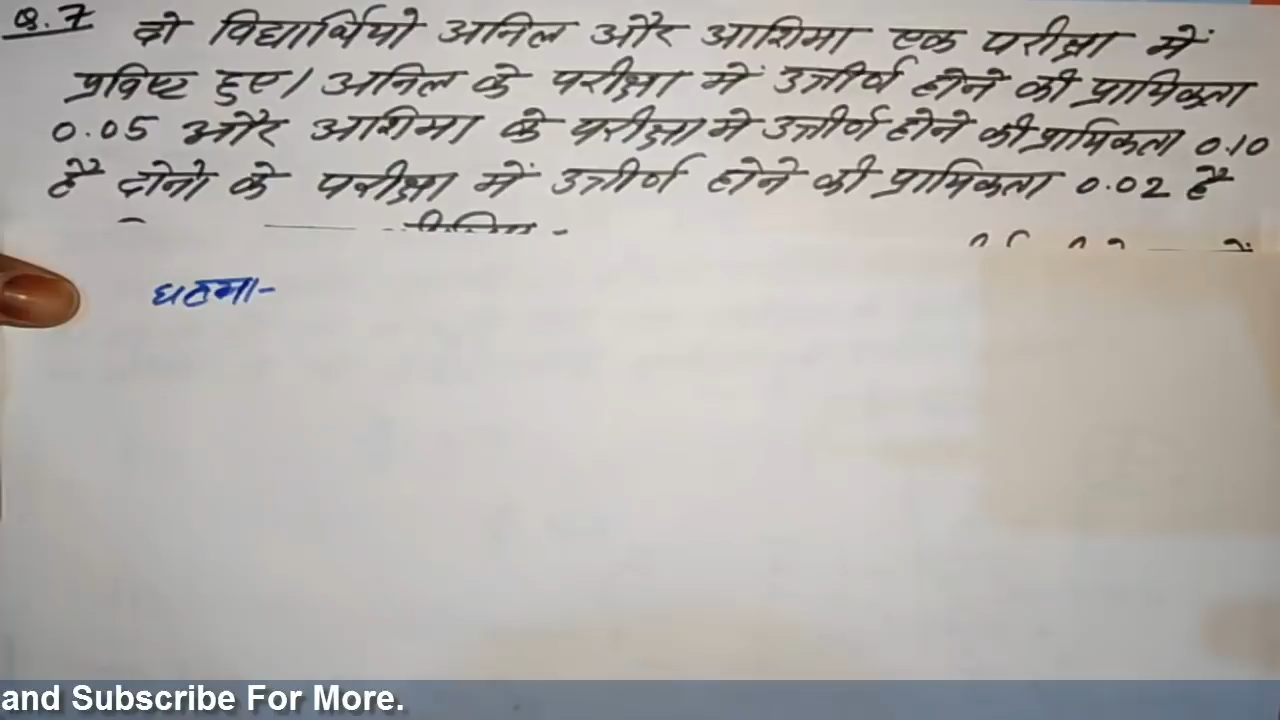 Q.7 दो विद्यार्थियो अनिल और आशिमा एक परीक्षा में
प्रविष्ट हुए। अनिल के परीक्षा में उत्तीर्ण होने की प्रायिकता
0.05 और आशिमा के परीक्षा मे उत्तीर्ण होने की प्रायिकता 0.10
है दोनो के परीक्षा में उत्तीर्ण होने की प्रायिकता 0.02 है
घटना-
and Subscribe For More.